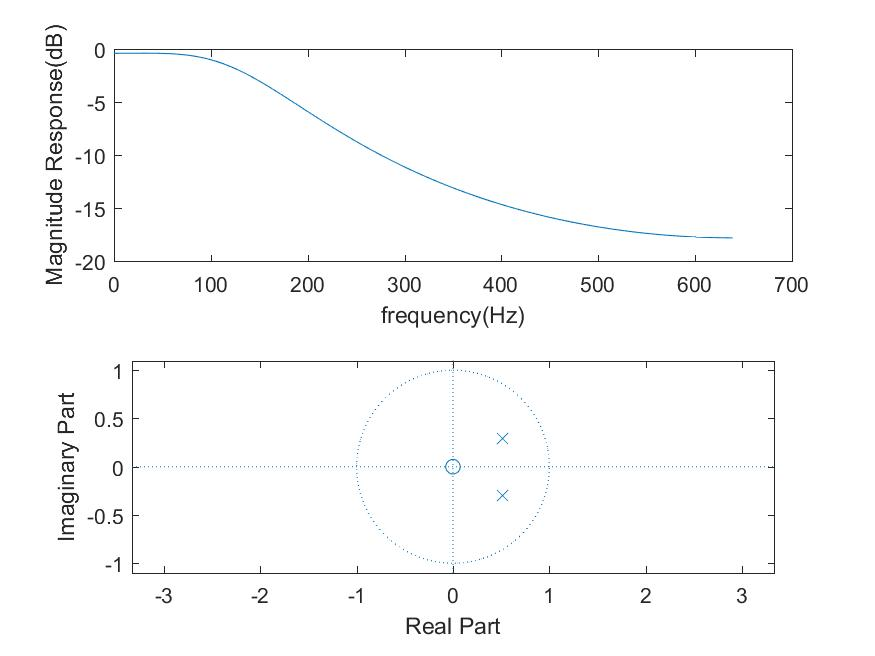 Magnitude Response(dB)
0
-5
-10
-15
-20
0 100 200 300 400 500 600 700
frequency(Hz)
Imaginary Part
1
0.5
0
-0.5
-1
-3 -2 -1 0 1 2 3
Real Part